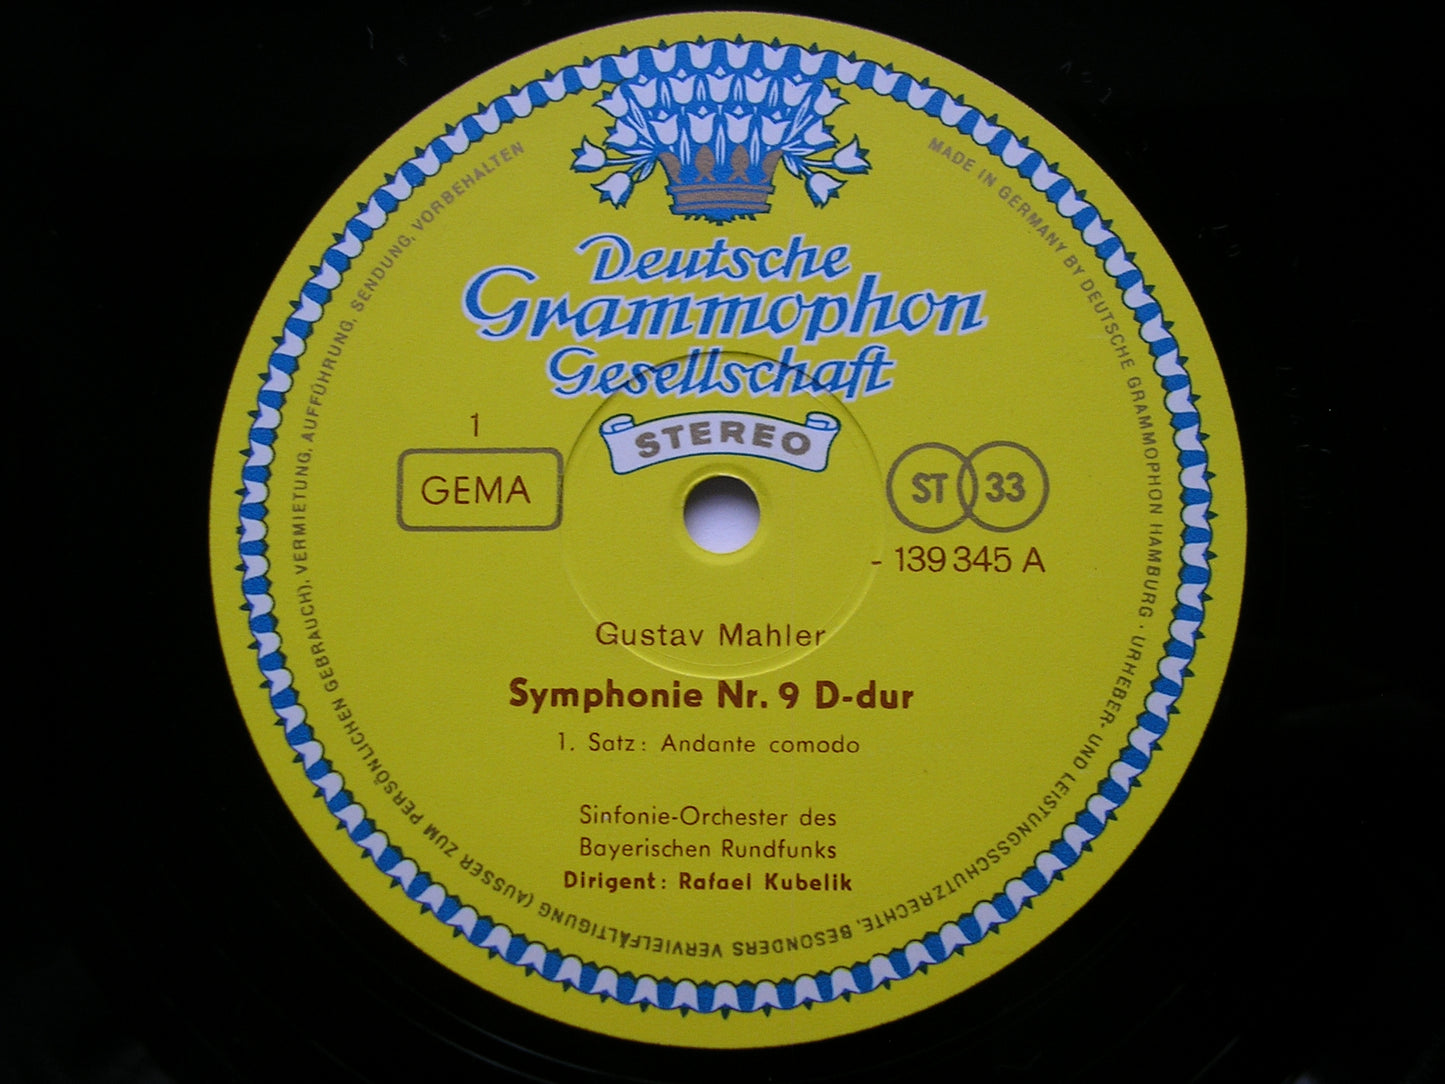 Deutsche
Grammophon
Gesellschaft
STEREO
1
GEMA
ST 33
- 139 345 A
Gustav Mahler
Symphonie Nr. 9 D-dur
1. Satz: Andante comodo
Sinfonie-Orchester des
Bayerischen Rundfunks
Dirigent: Rafael Kubelik
MADE IN GERMANY BY DEUTSCHE GRAMMOPHON HAMBURG · URHEBER- UND LEISTUNGSSCHUTZRECHTE, BESONDERS VERVIELFÄLTIGUNG (AUSSER ZUM PERSÖNLICHEN GEBRAUCH), VERMIETUNG, AUFFÜHRUNG, SENDUNG, VORBEHALTEN